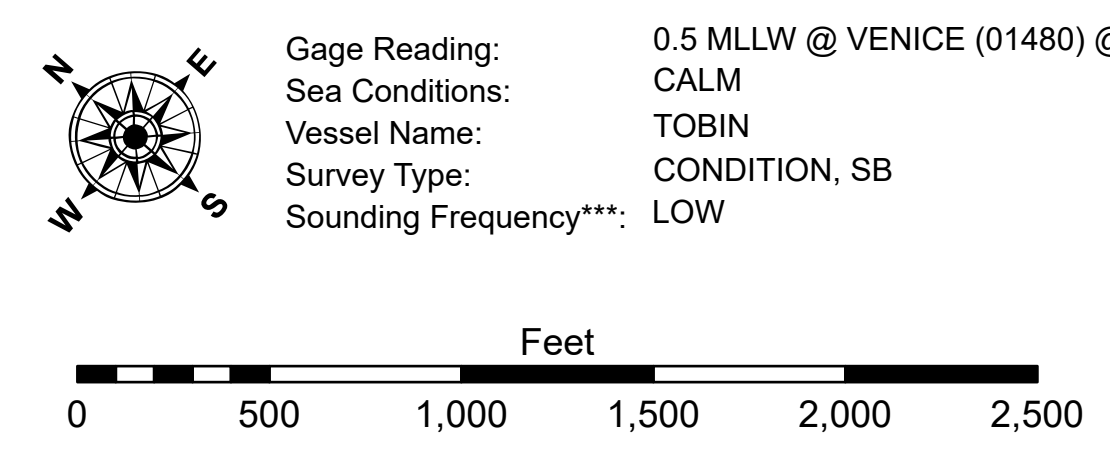 N E
W S
Gage Reading: 0.5 MLLW @ VENICE (01480) @
Sea Conditions: CALM
Vessel Name: TOBIN
Survey Type: CONDITION, SB
Sounding Frequency***: LOW
Feet
0 500 1,000 1,500 2,000 2,500